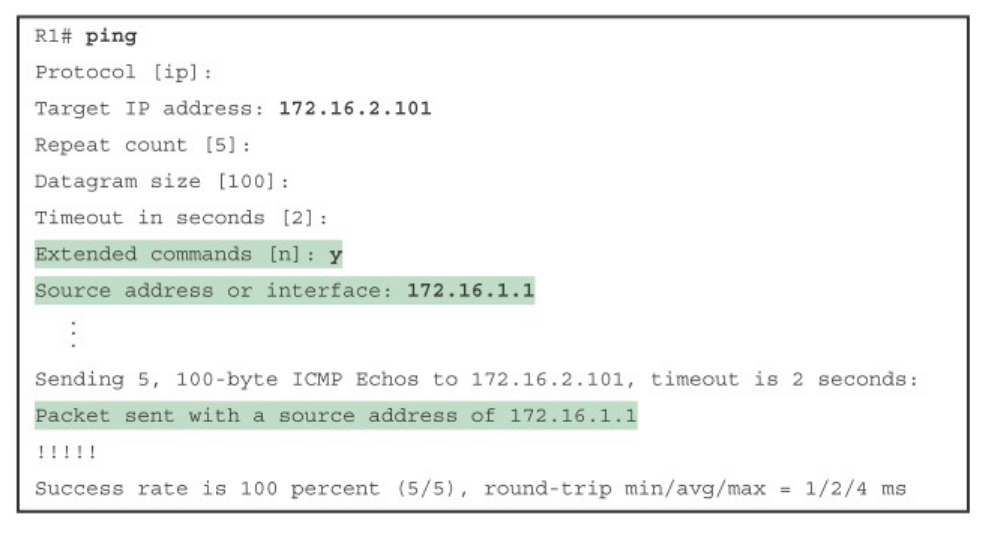 R1# ping
Protocol [ip]:
Target IP address: 172.16.2.101
Repeat count [5]:
Datagram size [100]:
Timeout in seconds [2]:
Extended commands [n]: y
Source address or interface: 172.16.1.1
⋮
Sending 5, 100-byte ICMP Echos to 172.16.2.101, timeout is 2 seconds:
Packet sent with a source address of 172.16.1.1
!!!!!
Success rate is 100 percent (5/5), round-trip min/avg/max = 1/2/4 ms